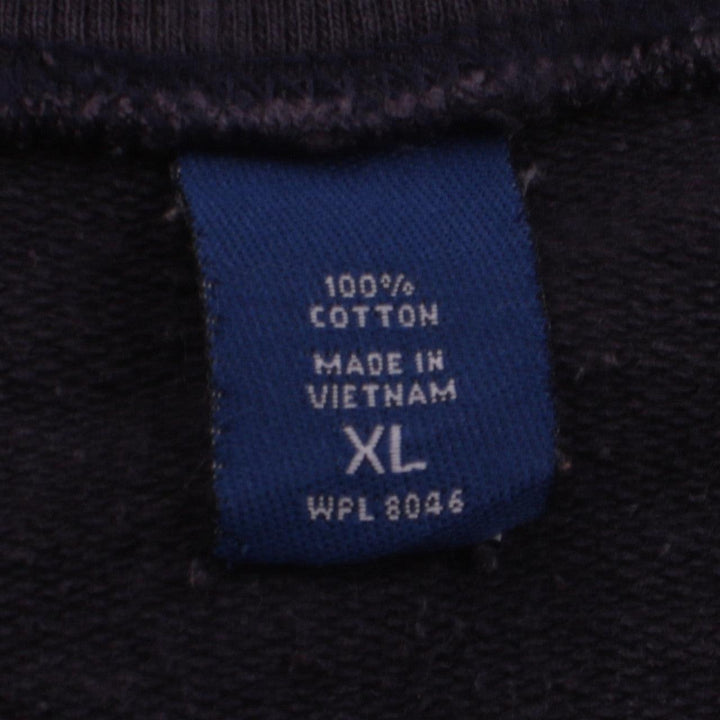 100%
COTTON
MADE IN
VIETNAM
XL
WPL 8046